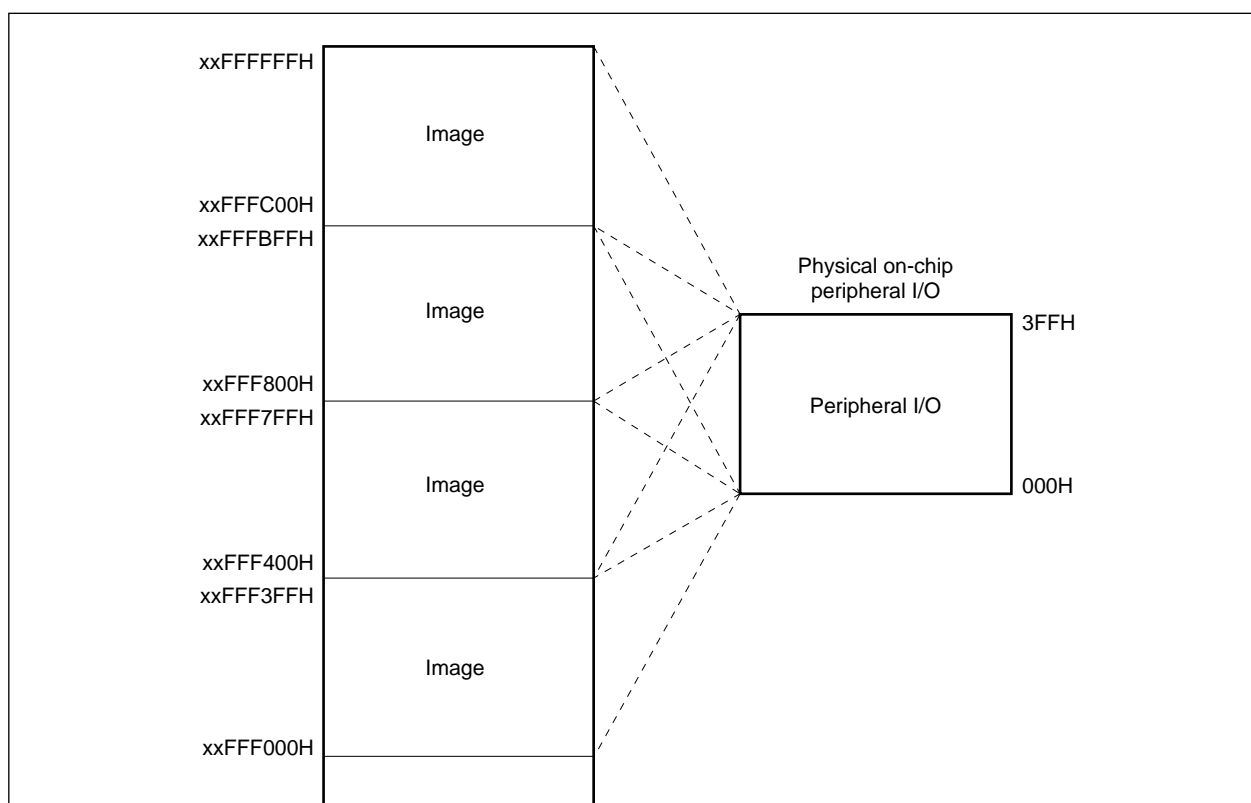 xxFFFFFFH
Image
xxFFFC00H
xxFFFBFFH
Image
xxFFF800H
xxFFF7FFH
Image
xxFFF400H
xxFFF3FFH
Image
xxFFF000H
Physical on-chip
peripheral I/O
3FFH
Peripheral I/O
000H